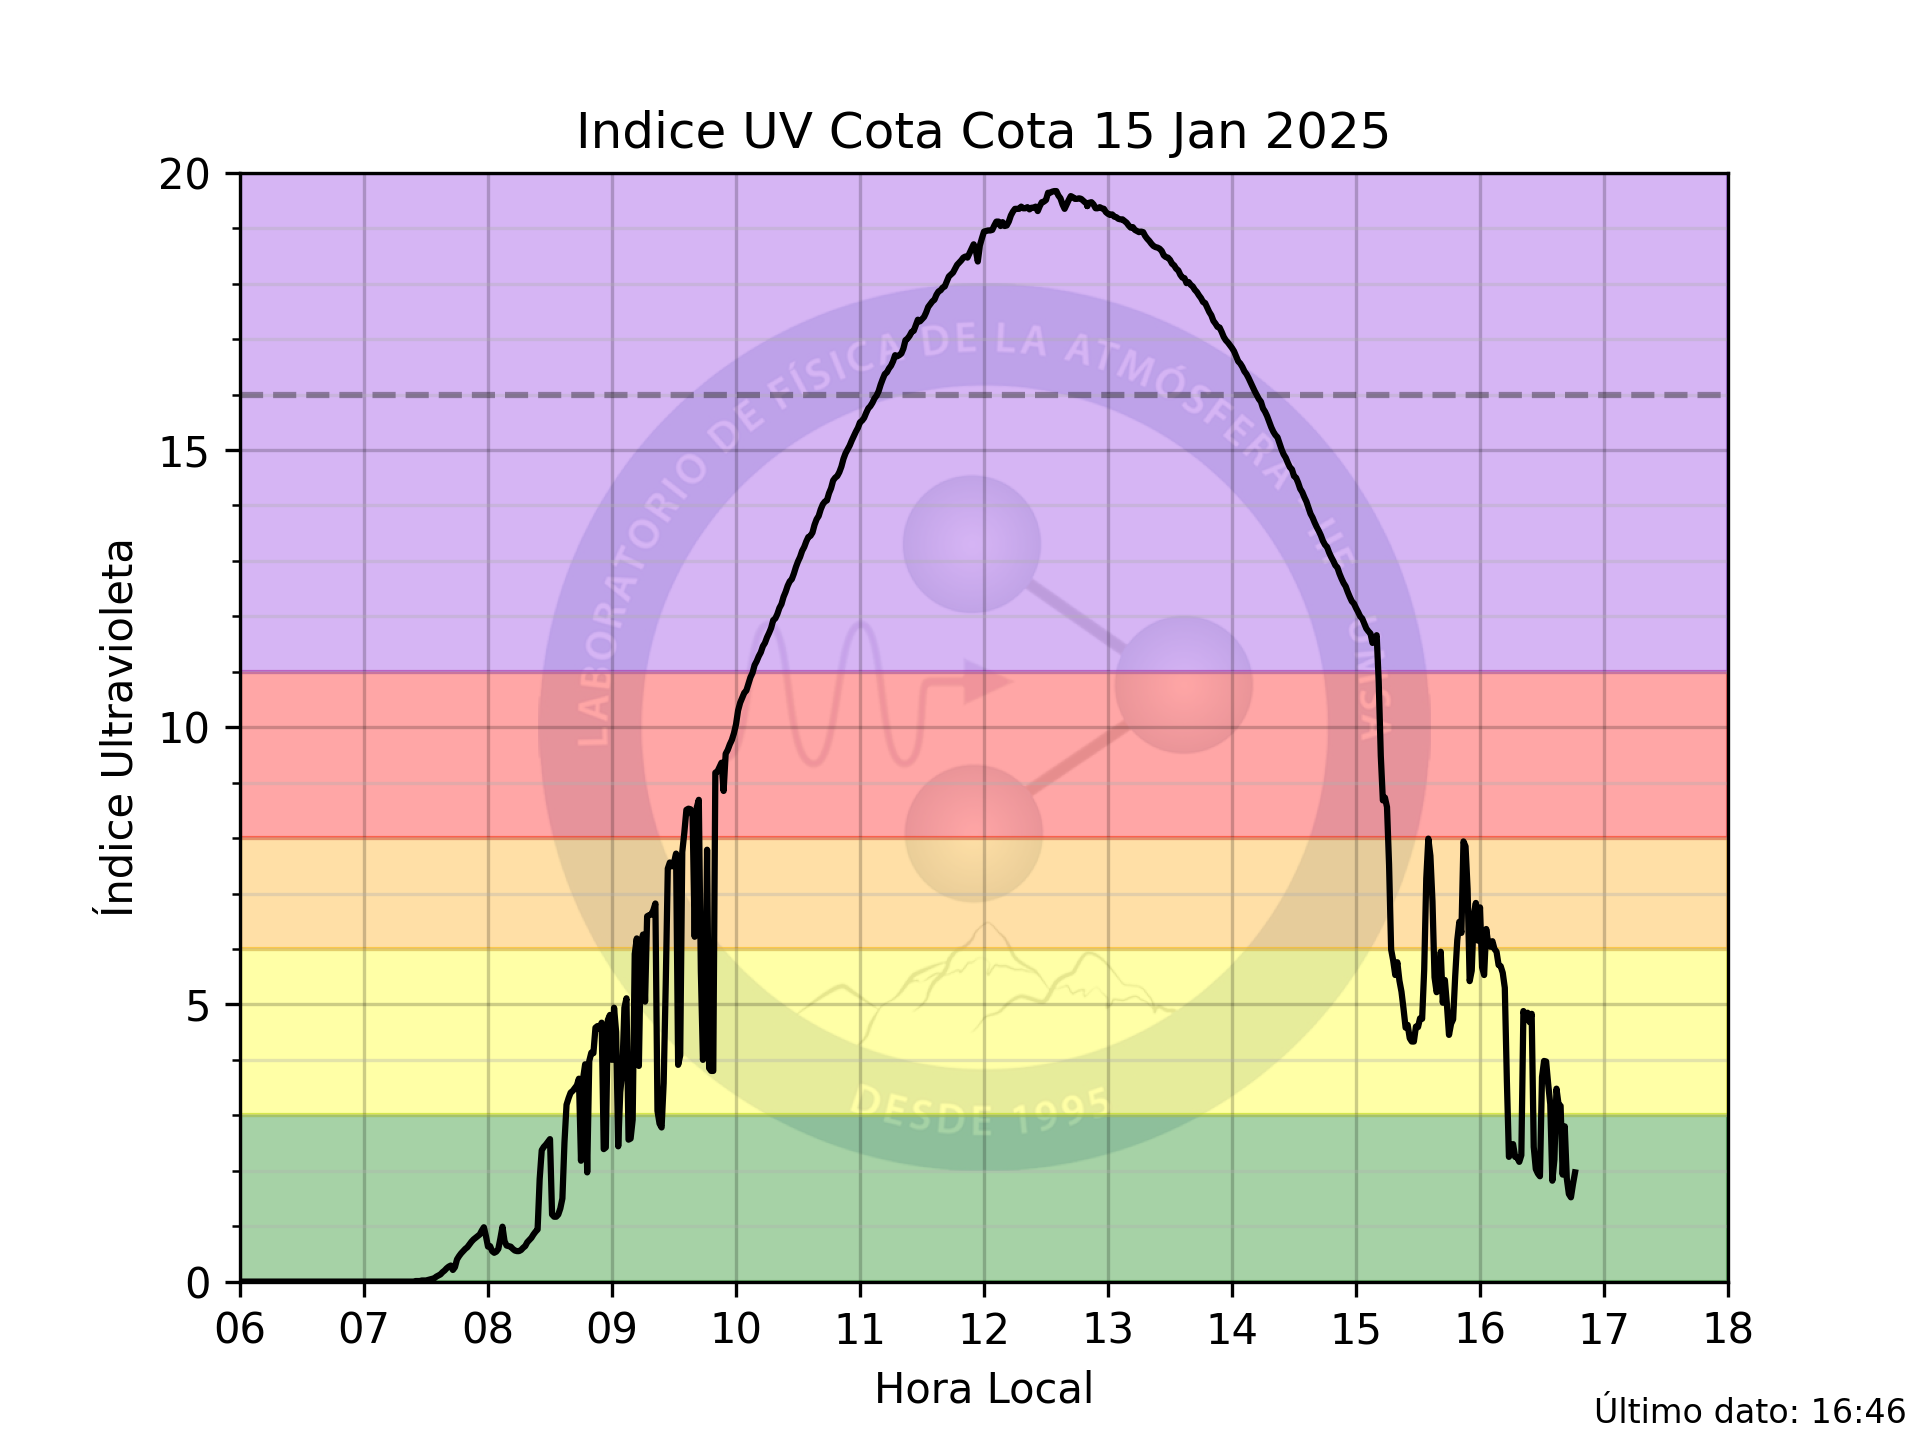 Indice UV Cota Cota 15 Jan 2025
20
15
10
5
0
Índice Ultravioleta
LABORATORIO DE FÍSICA DE LA ATMÓSFERA IIF UMSA
DESDE 1995
06 07 08 09 10 11 12 13 14 15 16 17 18
Hora Local
Último dato: 16:46